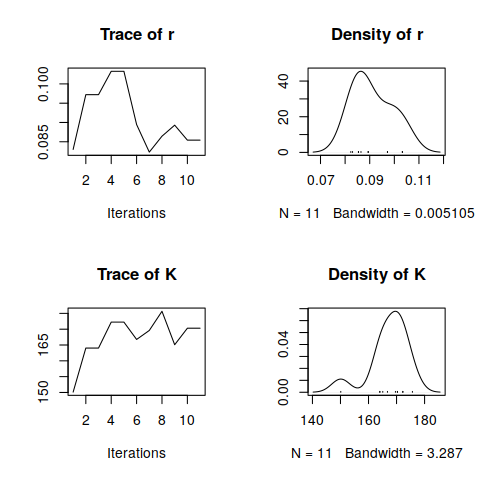 Trace of r
0.085 0.100
2 4 6 8 10
Iterations
Density of r
0 20 40
0.07 0.09 0.11
N = 11 Bandwidth = 0.005105
Trace of K
150 165
2 4 6 8 10
Iterations
Density of K
0.00 0.04
140 160 180
N = 11 Bandwidth = 3.287